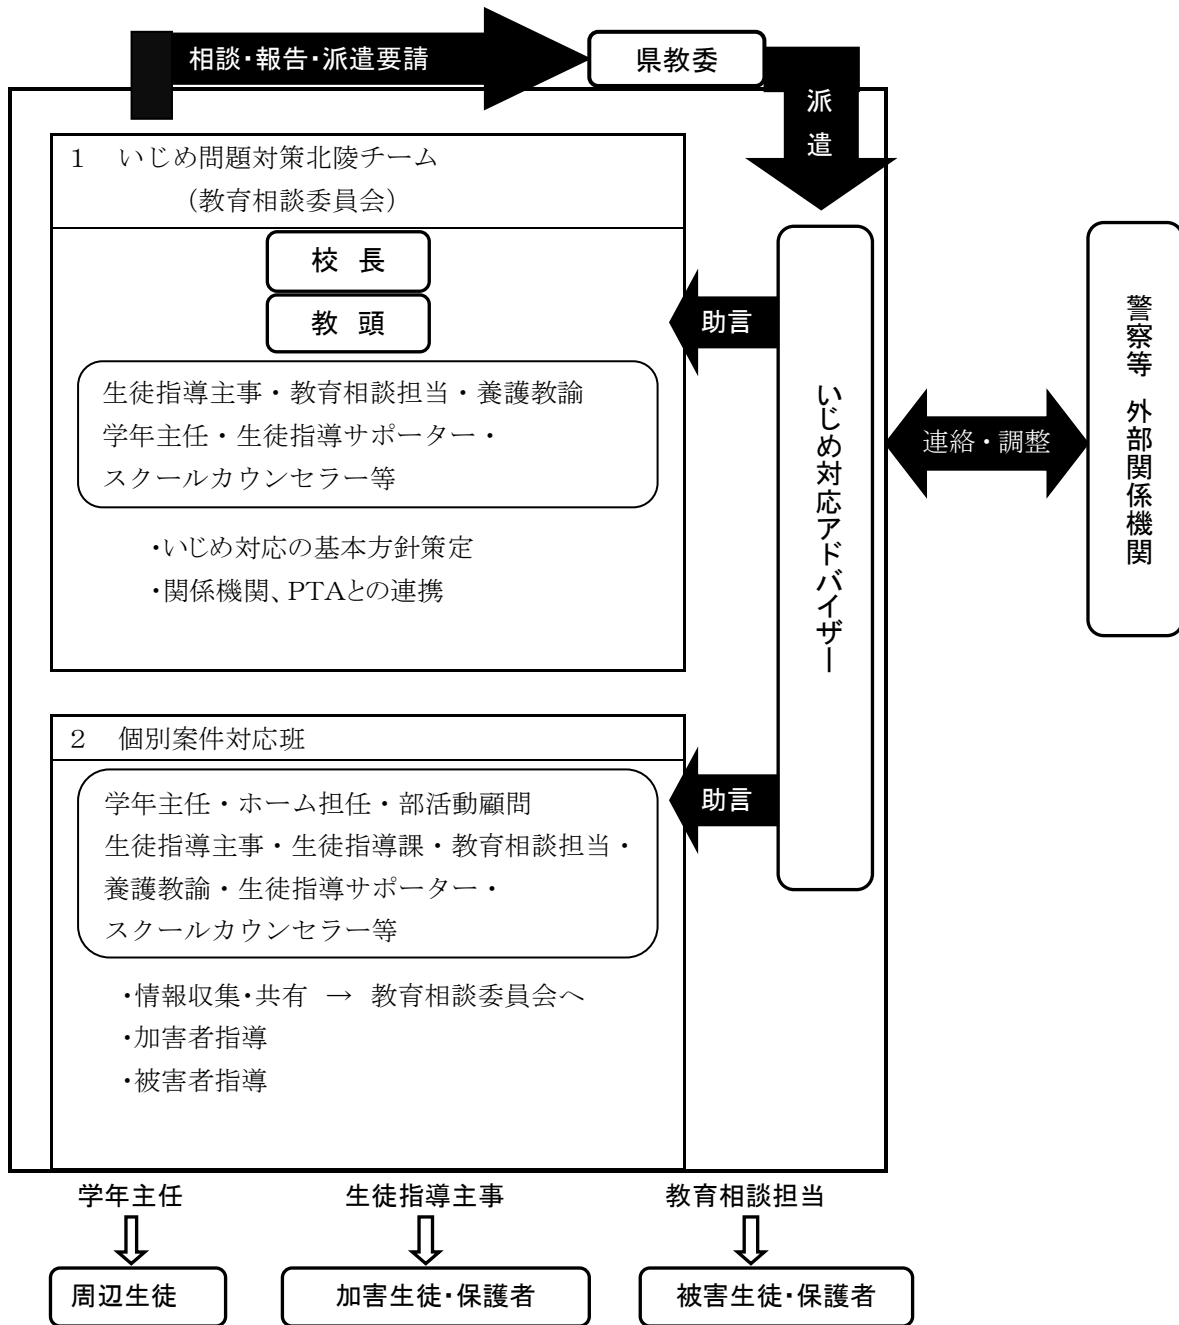 相談・報告・派遣要請
県教委
派遣
1 いじめ問題対策北陵チーム
（教育相談委員会）
校 長
教 頭
生徒指導主事・教育相談担当・養護教諭
学年主任・生徒指導サポーター・
スクールカウンセラー等
・いじめ対応の基本方針策定
・関係機関、PTAとの連携
助言
いじめ対応アドバイザー
連絡・調整
警察等 外部関係機関
2 個別案件対応班
学年主任・ホーム担任・部活動顧問
生徒指導主事・生徒指導課・教育相談担当・
養護教諭・生徒指導サポーター・
スクールカウンセラー等
・情報収集・共有 → 教育相談委員会へ
・加害者指導
・被害者指導
助言
学年主任
生徒指導主事
教育相談担当
周辺生徒
加害生徒・保護者
被害生徒・保護者